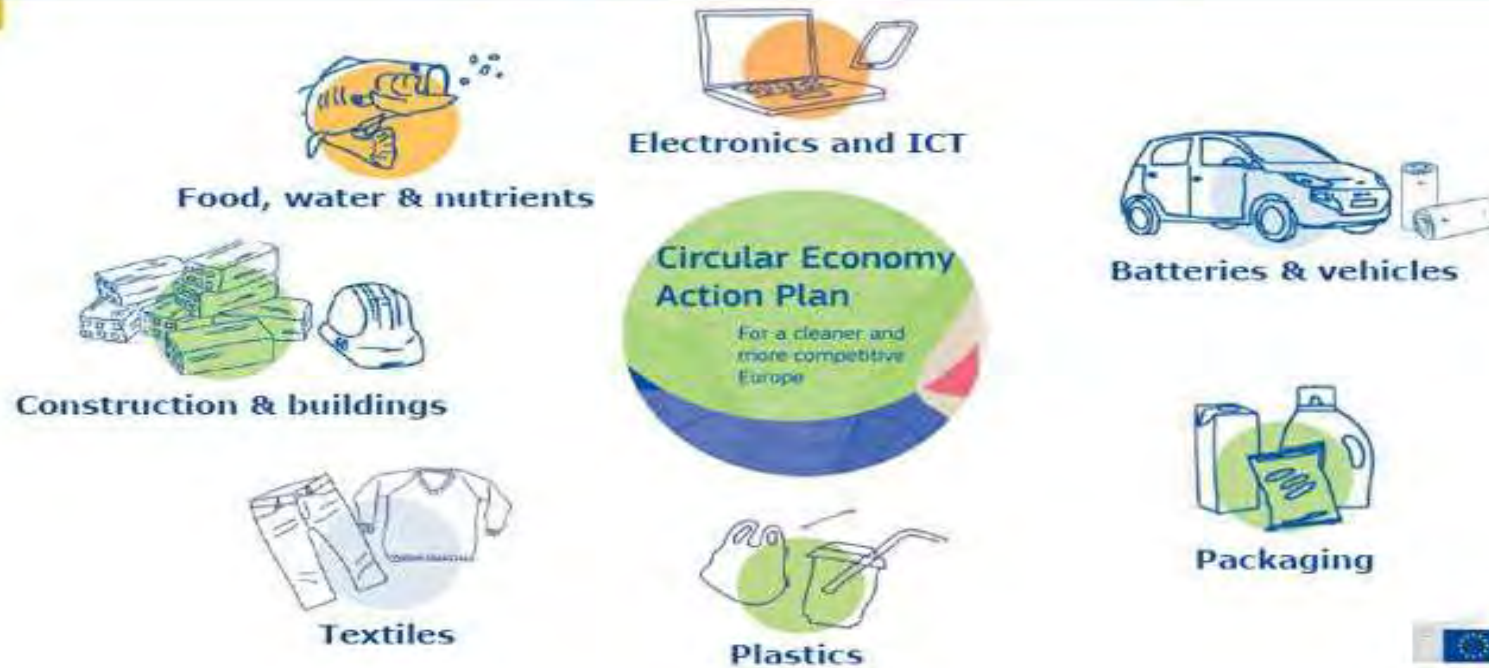 Electronics and ICT
Food, water & nutrients
Batteries & vehicles
Circular Economy
Action Plan
For a cleaner and
more competitive
Europe
Construction & buildings
Packaging
Textiles
Plastics